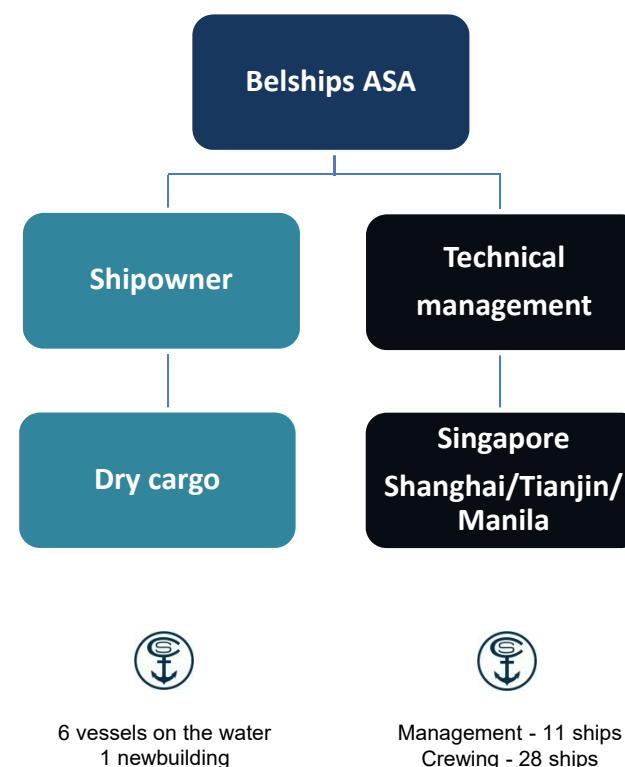 Belships ASA
Shipowner
Technical
management
Dry cargo
Singapore
Shanghai/Tianjin/
Manila
6 vessels on the water
1 newbuilding
Management - 11 ships
Crewing - 28 ships